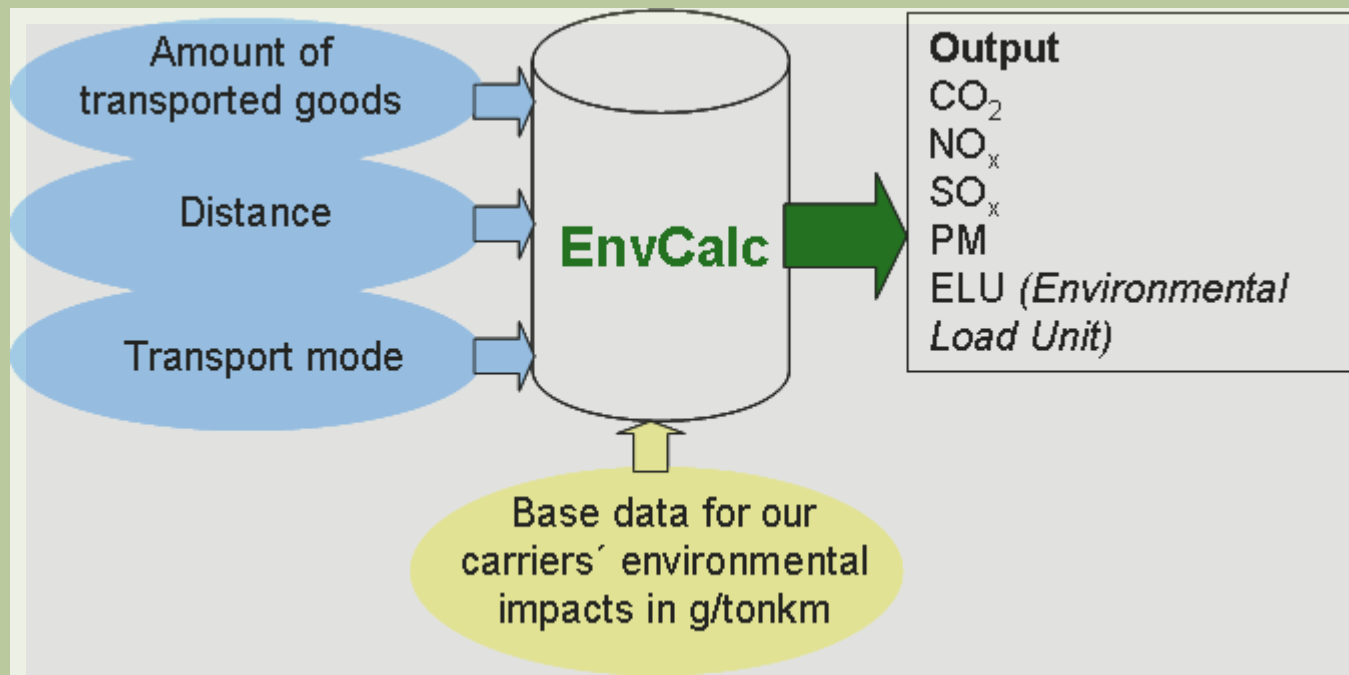 Amount of
transported goods
Distance
Transport mode
EnvCalc
Base data for our
carriers´ environmental
impacts in g/tonkm
Output
CO₂
NOₓ
SOₓ
PM
ELU (Environmental
Load Unit)